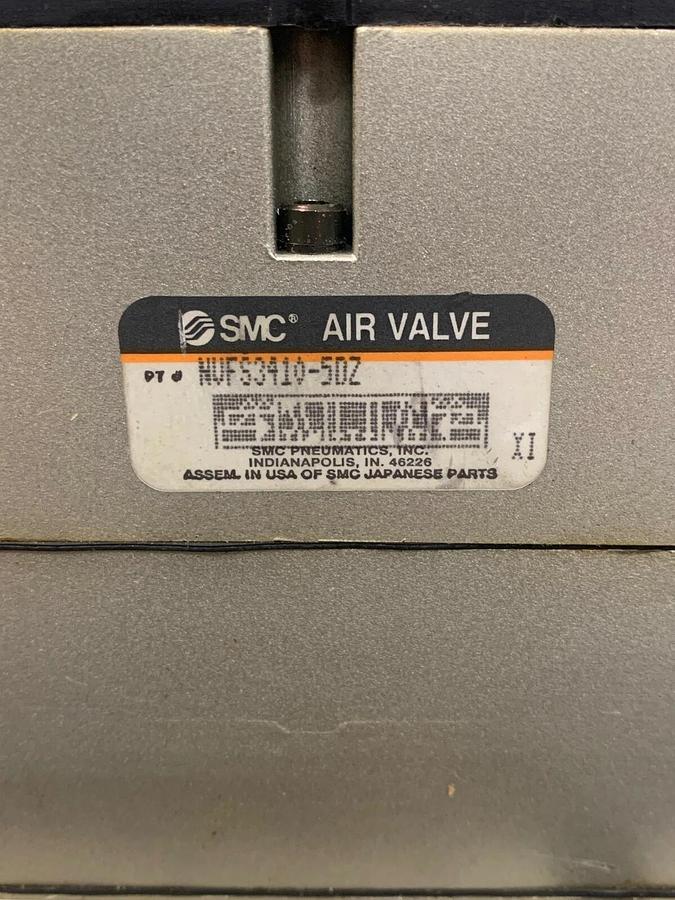 SMC® AIR VALVE
PT # NVFS3410-5DZ
SMC PNEUMATICS, INC.
INDIANAPOLIS, IN. 46226
XI
ASSEM. IN USA OF SMC JAPANESE PARTS